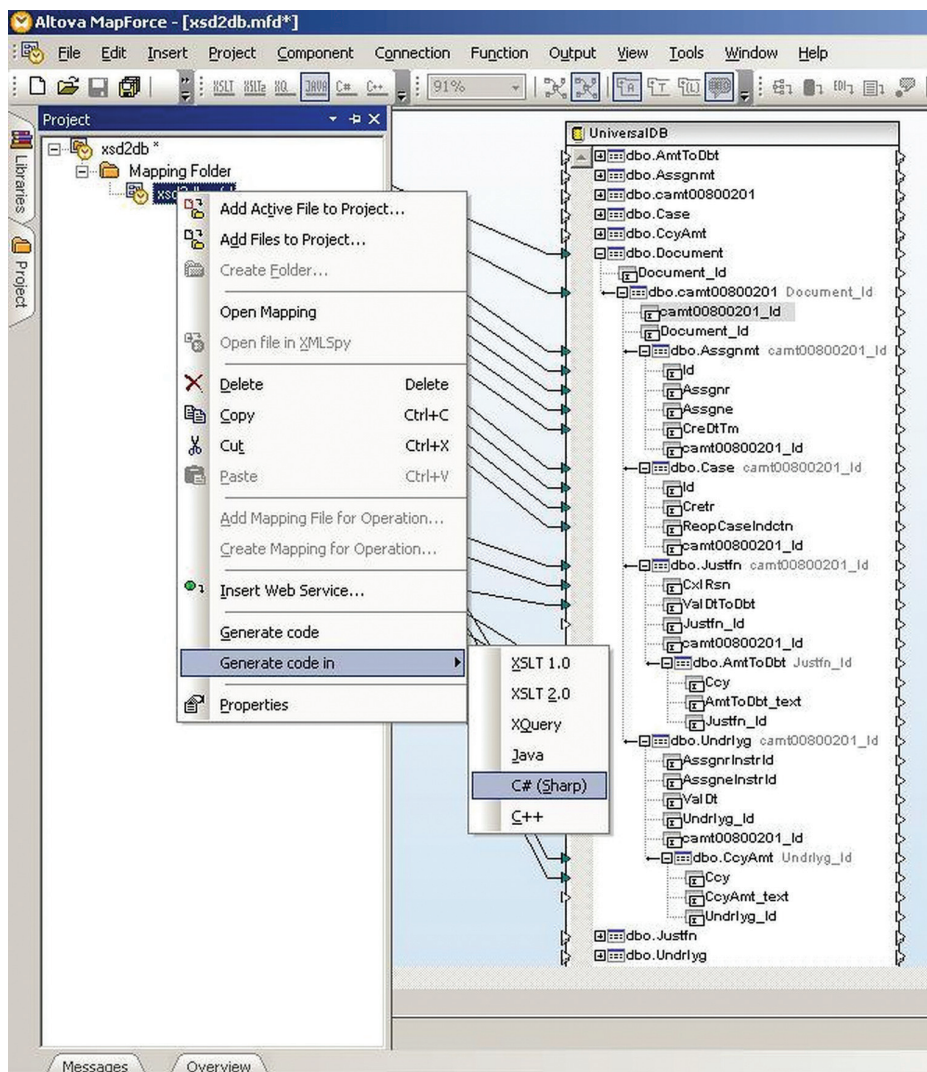 Altova MapForce - [xsd2db.mfd*]
File Edit Insert Project Component Connection Function Output View Tools Window Help
XSLT XSLT2 XQ JAVA C# C++ 91%
Project
Libraries
Project
xsd2db *
Mapping Folder
Add Active File to Project...
Add Files to Project...
Create Folder...
Open Mapping
Open file in XMLSpy
Delete Delete
Copy Ctrl+C
Cut Ctrl+X
Paste Ctrl+V
Add Mapping File for Operation...
Create Mapping for Operation...
Insert Web Service...
Generate code
Generate code in
Properties
XSLT 1.0
XSLT 2.0
XQuery
Java
C# (Sharp)
C++
UniversalDB
dbo.AmtToDbt
dbo.Assgnmt
dbo.camt00800201
dbo.Case
dbo.CcyAmt
dbo.Document
Document_Id
dbo.camt00800201 Document_Id
camt00800201_Id
Document_Id
dbo.Assgnmt camt00800201_Id
Id
Assgnr
Assgne
CreDtTm
camt00800201_Id
dbo.Case camt00800201_Id
Id
Cretr
ReopCaseIndctn
camt00800201_Id
dbo.Justfn camt00800201_Id
CxlRsn
ValDtToDbt
Justfn_Id
camt00800201_Id
dbo.AmtToDbt Justfn_Id
Ccy
AmtToDbt_text
Justfn_Id
dbo.Undrlyg camt00800201_Id
AssgnrInstrId
AssgneInstrId
ValDt
Undrlyg_Id
camt00800201_Id
dbo.CcyAmt Undrlyg_Id
Ccy
CcyAmt_text
Undrlyg_Id
dbo.Justfn
dbo.Undrlyg
Messages Overview